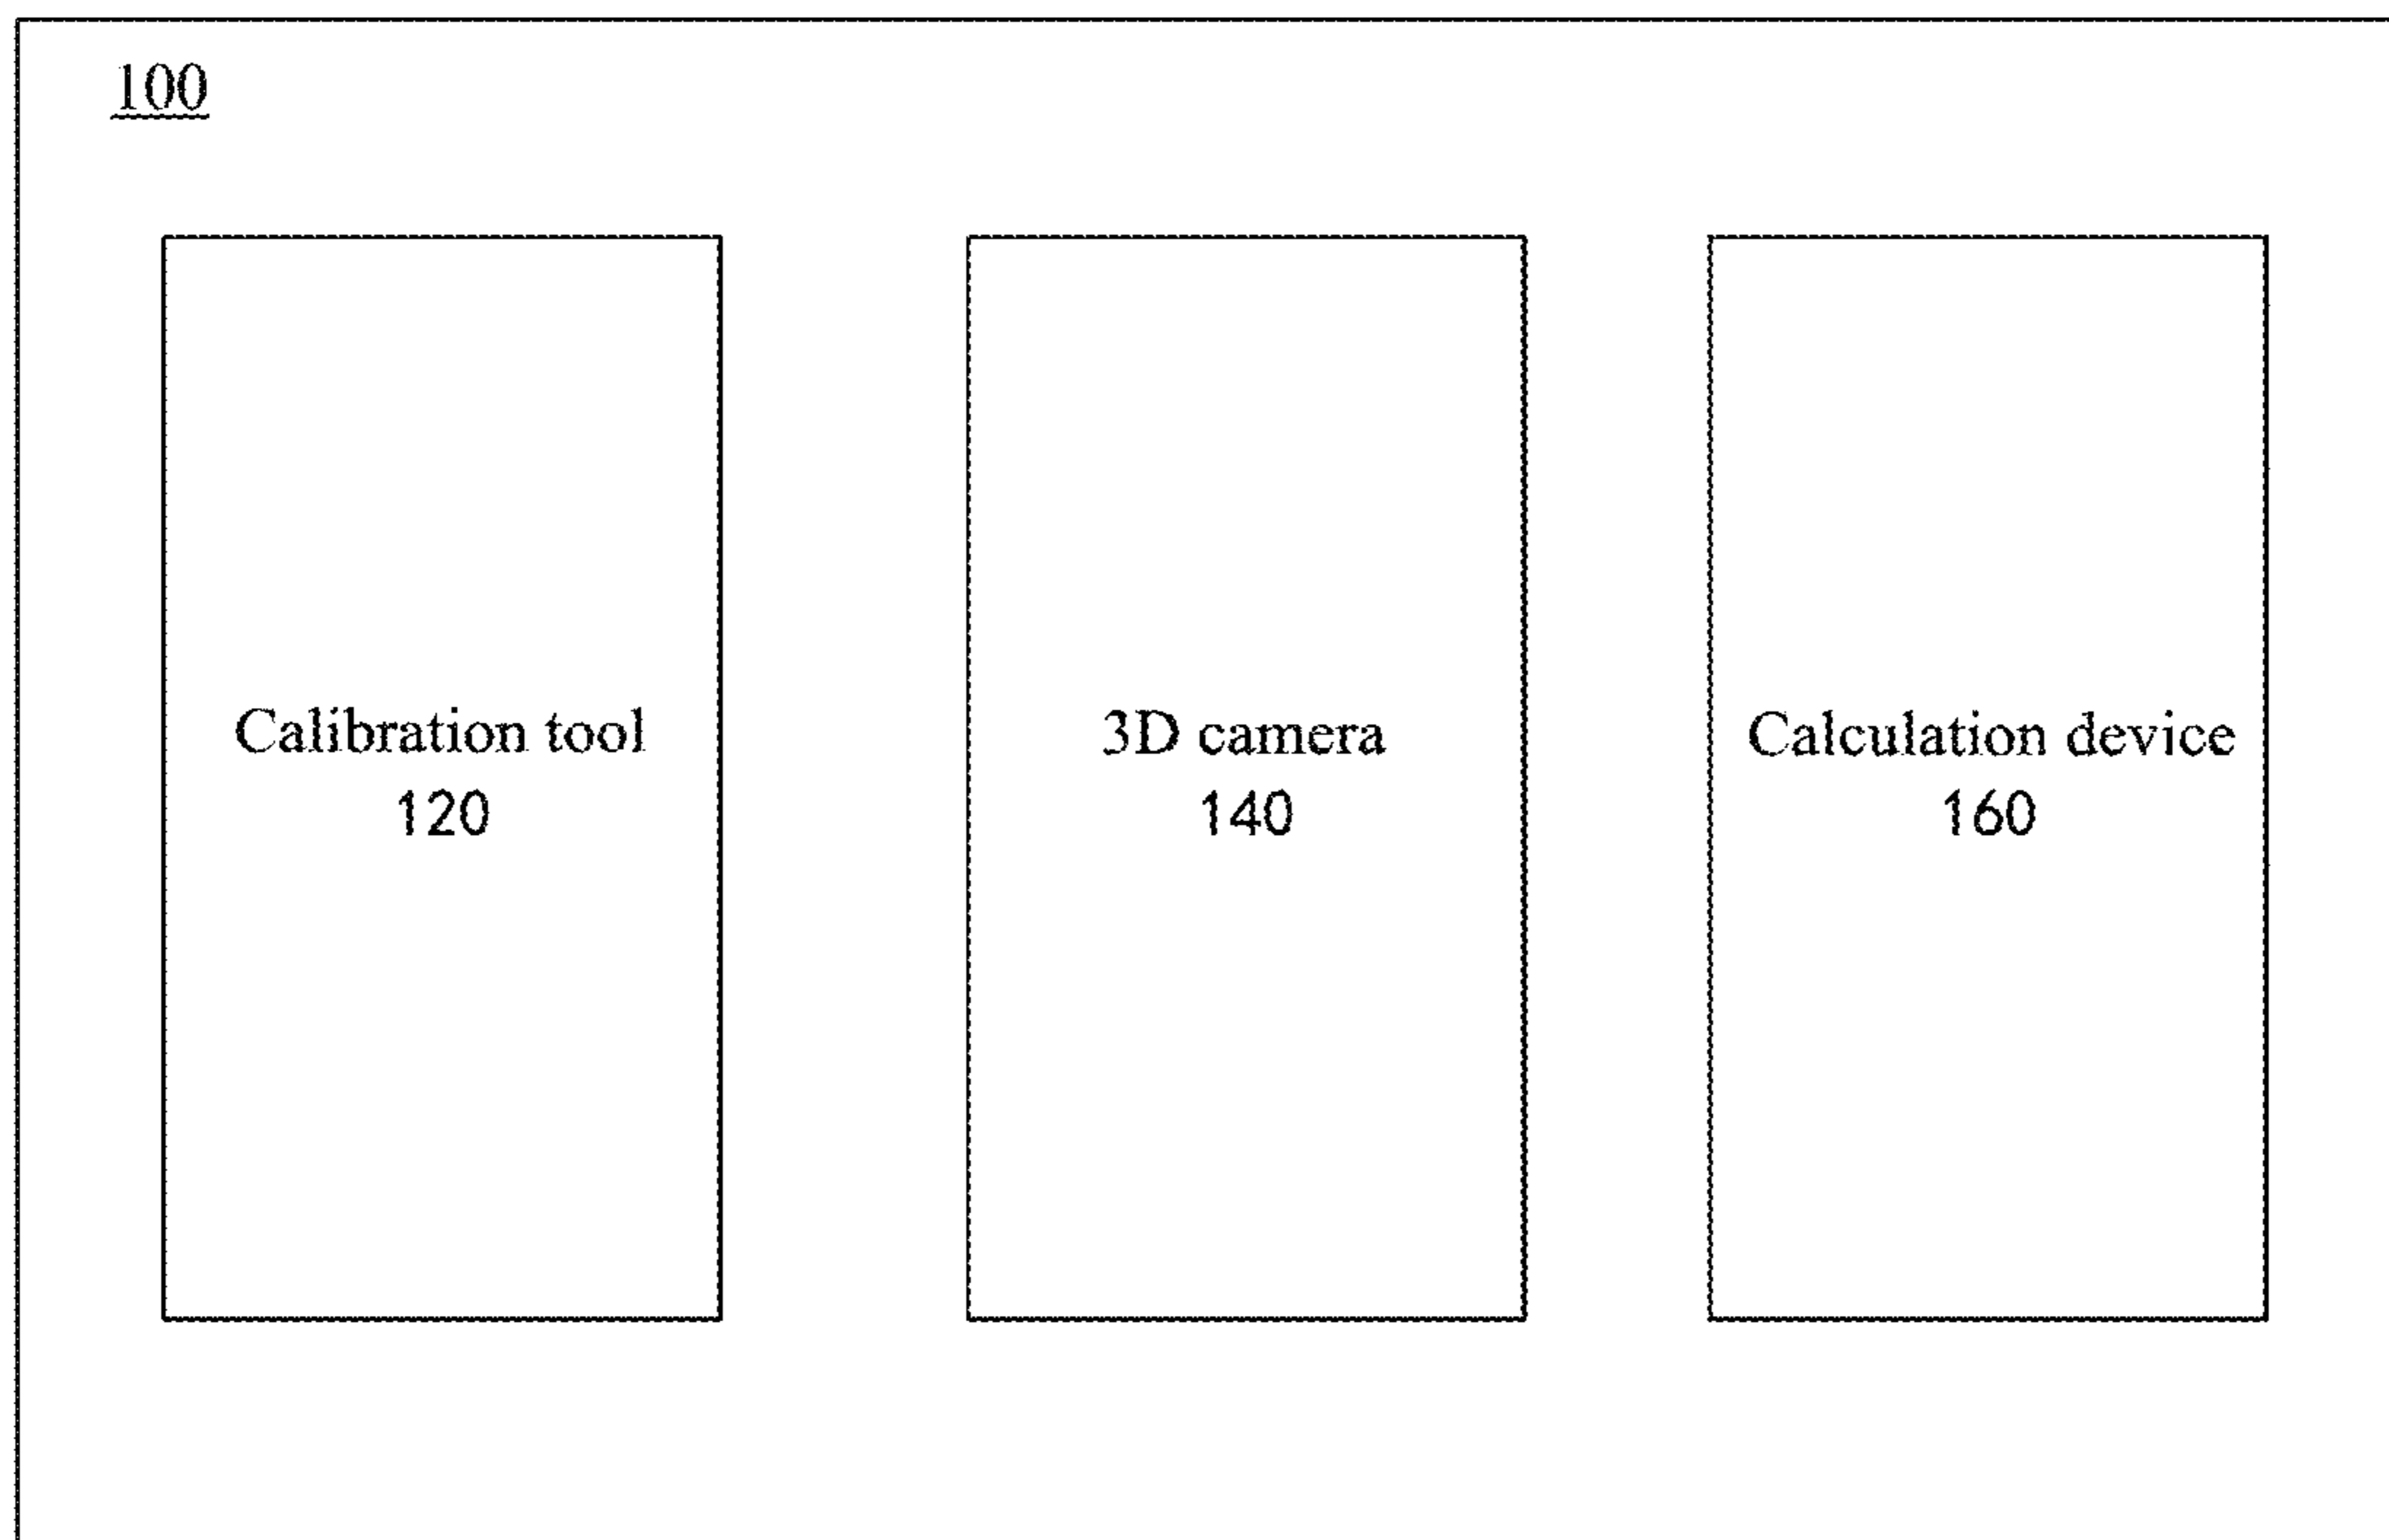 100
Calibration tool
120
3D camera
140
Calculation device
160